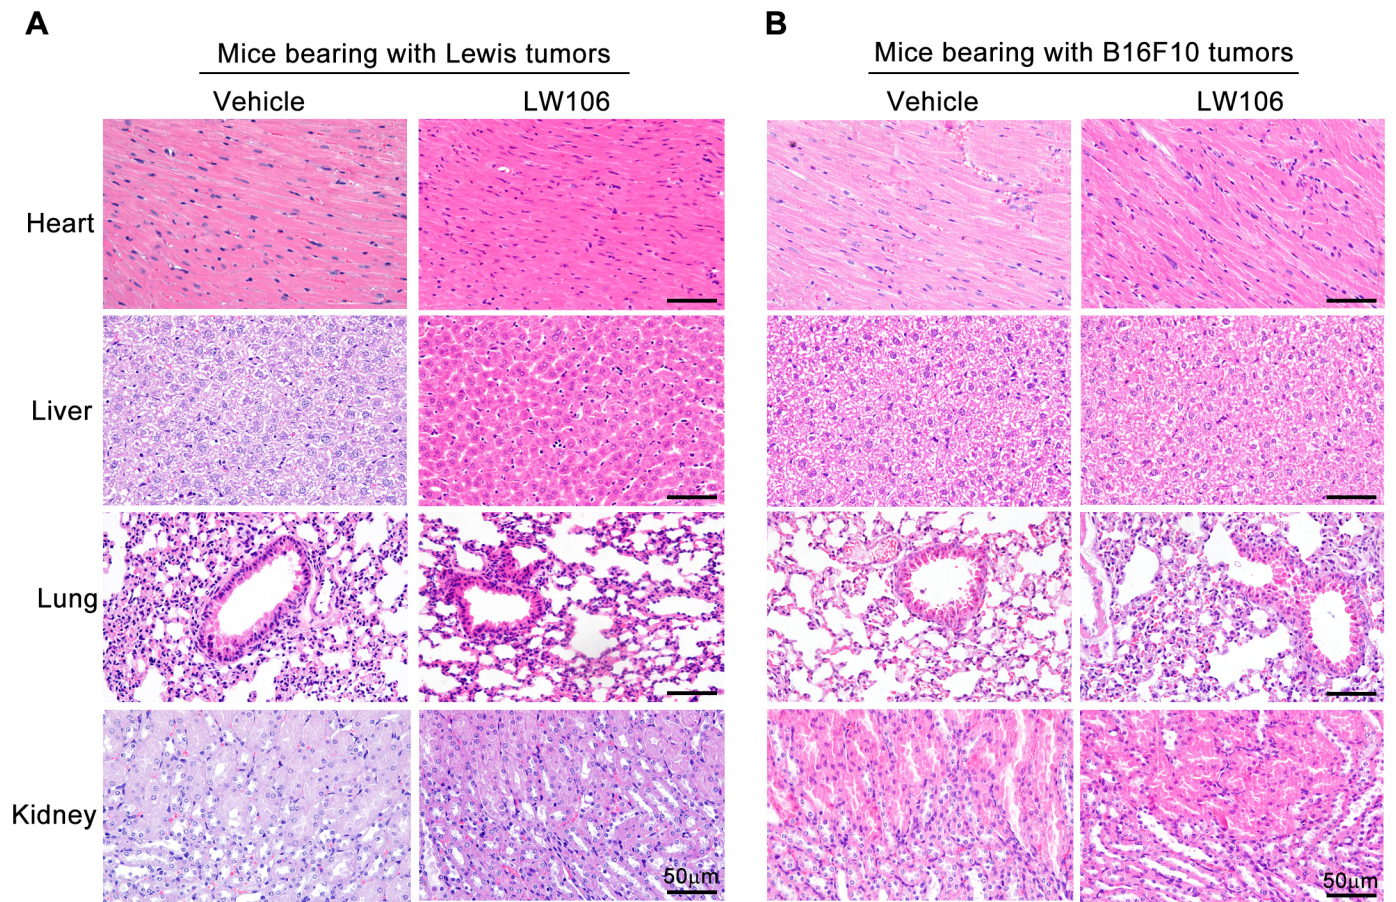 A
B
Mice bearing with Lewis tumors
Mice bearing with B16F10 tumors
Vehicle
LW106
Vehicle
LW106
Heart
Liver
Lung
Kidney
50μm
50μm